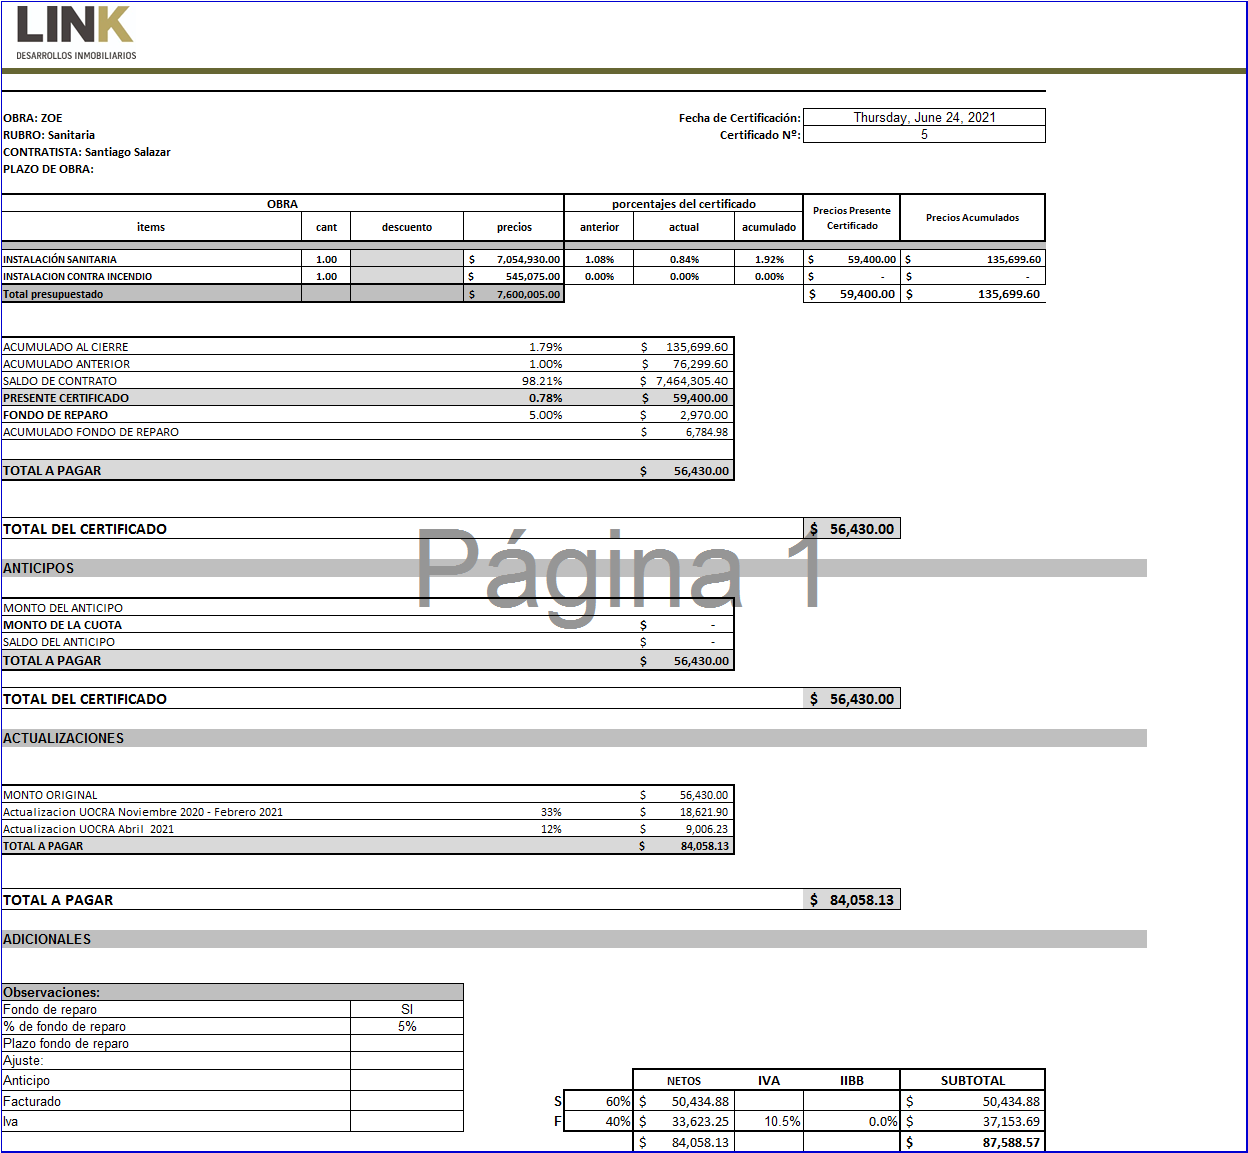 LINK
DESARROLLOS INMOBILIARIOS
OBRA: ZOE
Fecha de Certificación: Thursday, June 24, 2021
RUBRO: Sanitaria
Certificado Nº: 5
CONTRATISTA: Santiago Salazar
PLAZO DE OBRA:
OBRA porcentajes del certificado Precios Presente Certificado Precios Acumulados
items cant descuento precios anterior actual acumulado
INSTALACIÓN SANITARIA 1.00 $ 7,054,930.00 1.08% 0.84% 1.92% $ 59,400.00 $ 135,699.60
INSTALACION CONTRA INCENDIO 1.00 $ 545,075.00 0.00% 0.00% 0.00% $ - $ -
Total presupuestado $ 7,600,005.00 $ 59,400.00 $ 135,699.60
ACUMULADO AL CIERRE 1.79% $ 135,699.60
ACUMULADO ANTERIOR 1.00% $ 76,299.60
SALDO DE CONTRATO 98.21% $ 7,464,305.40
PRESENTE CERTIFICADO 0.78% $ 59,400.00
FONDO DE REPARO 5.00% $ 2,970.00
ACUMULADO FONDO DE REPARO $ 6,784.98
TOTAL A PAGAR $ 56,430.00
TOTAL DEL CERTIFICADO $ 56,430.00
Página 1
ANTICIPOS
MONTO DEL ANTICIPO
MONTO DE LA CUOTA $ -
SALDO DEL ANTICIPO $ -
TOTAL A PAGAR $ 56,430.00
TOTAL DEL CERTIFICADO $ 56,430.00
ACTUALIZACIONES
MONTO ORIGINAL $ 56,430.00
Actualizacion UOCRA Noviembre 2020 - Febrero 2021 33% $ 18,621.90
Actualizacion UOCRA Abril 2021 12% $ 9,006.23
TOTAL A PAGAR $ 84,058.13
TOTAL A PAGAR $ 84,058.13
ADICIONALES
Observaciones:
Fondo de reparo SI
% de fondo de reparo 5%
Plazo fondo de reparo
Ajuste:
Anticipo
Facturado
Iva
NETOS IVA IIBB SUBTOTAL
S 60% $ 50,434.88 $ 50,434.88
F 40% $ 33,623.25 10.5% 0.0% $ 37,153.69
$ 84,058.13 $ 87,588.57